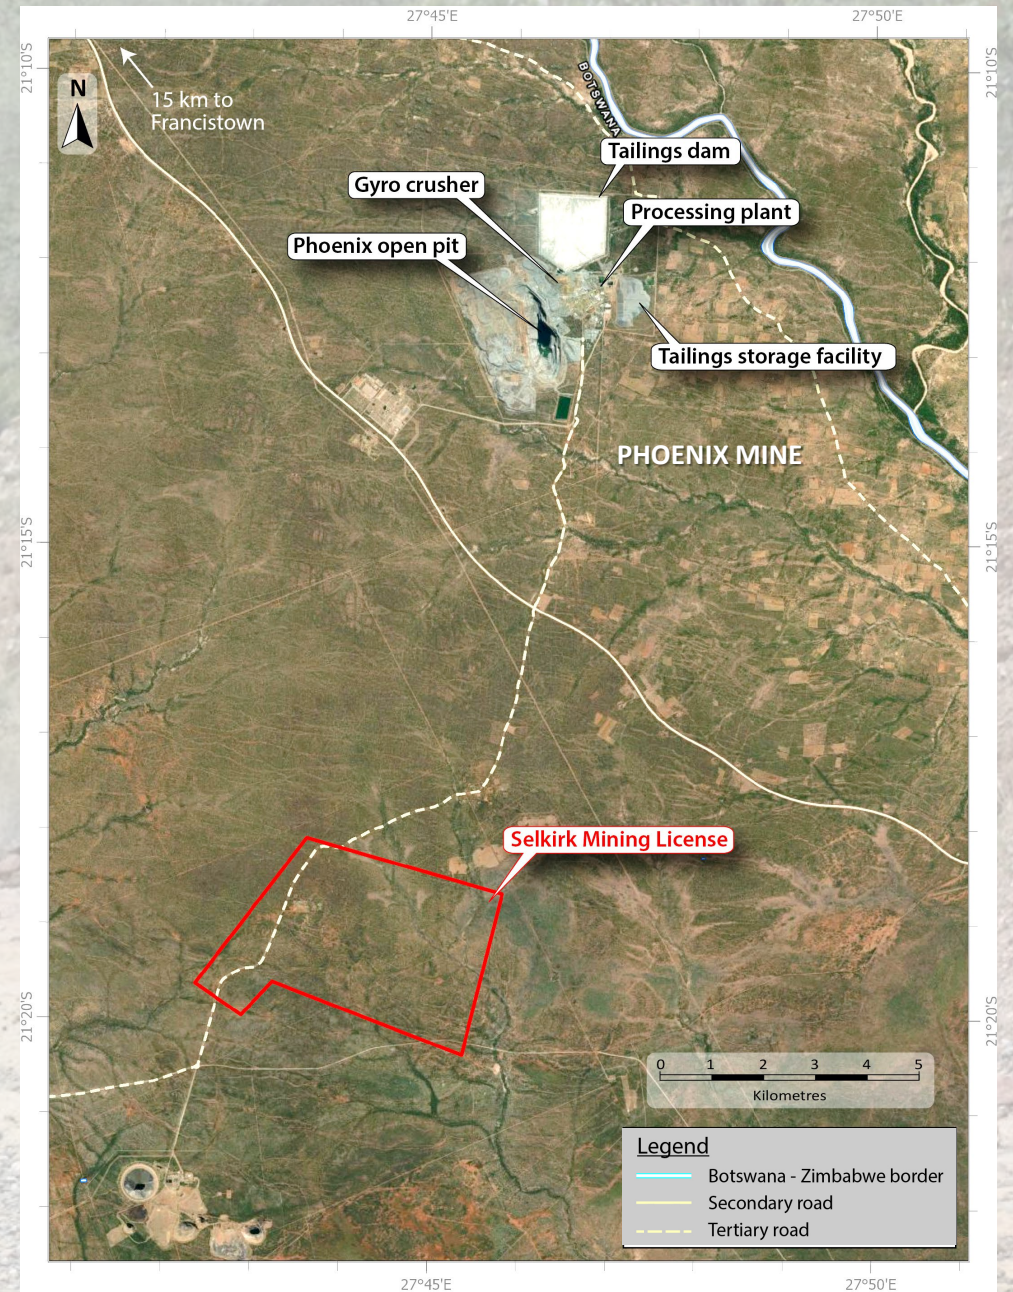 27°45'E
27°50'E
21°10'S
21°10'S
N
15 km to
Francistown
BOTSWANA
Tailings dam
Gyro crusher
Processing plant
Phoenix open pit
Tailings storage facility
PHOENIX MINE
21°15'S
21°15'S
Selkirk Mining License
21°20'S
21°20'S
0 1 2 3 4 5
Kilometres
Legend
Botswana - Zimbabwe border
Secondary road
Tertiary road
27°45'E
27°50'E